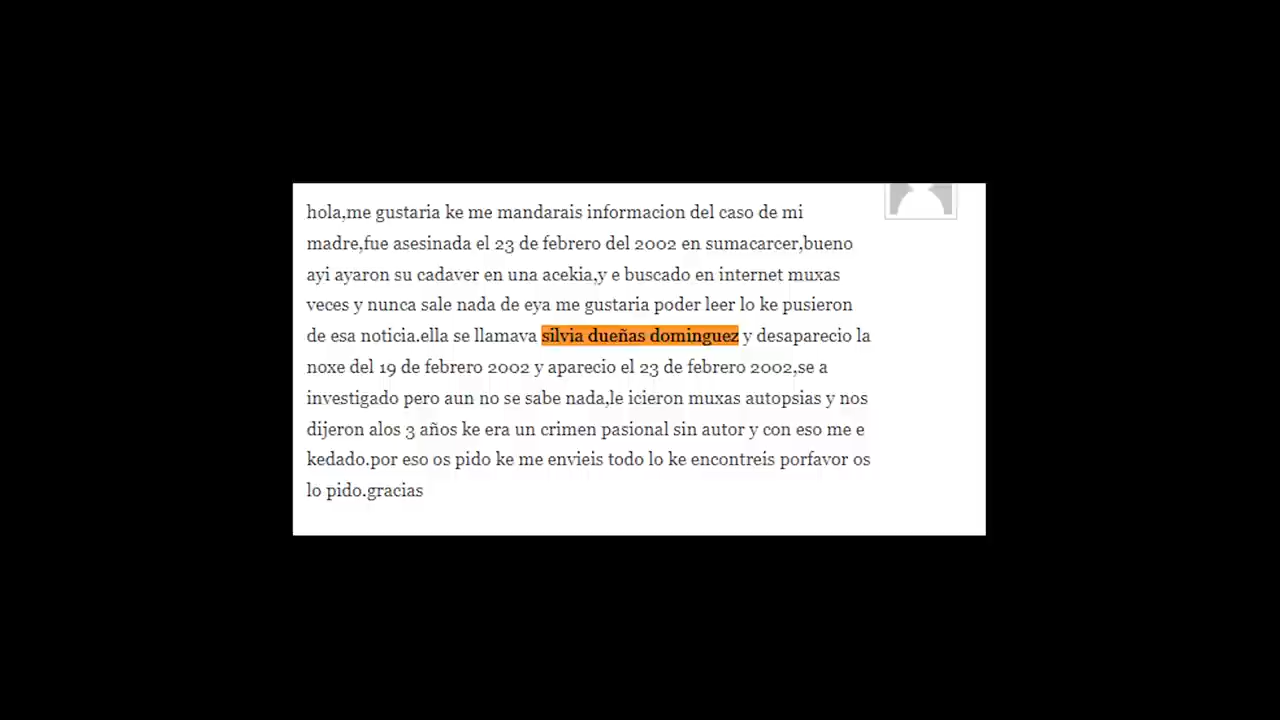 hola,me gustaria ke me mandarais informacion del caso de mi
madre,fue asesinada el 23 de febrero del 2002 en sumacarcer,bueno
ayi ayaron su cadaver en una acekia,y e buscado en internet muxas
veces y nunca sale nada de eya me gustaria poder leer lo ke pusieron
de esa noticia.ella se llamava silvia dueñas dominguez y desaparecio la
noxe del 19 de febrero 2002 y aparecio el 23 de febrero 2002,se a
investigado pero aun no se sabe nada,le icieron muxas autopsias y nos
dijeron alos 3 años ke era un crimen pasional sin autor y con eso me e
kedado.por eso os pido ke me envieis todo lo ke encontreis porfavor os
lo pido.gracias